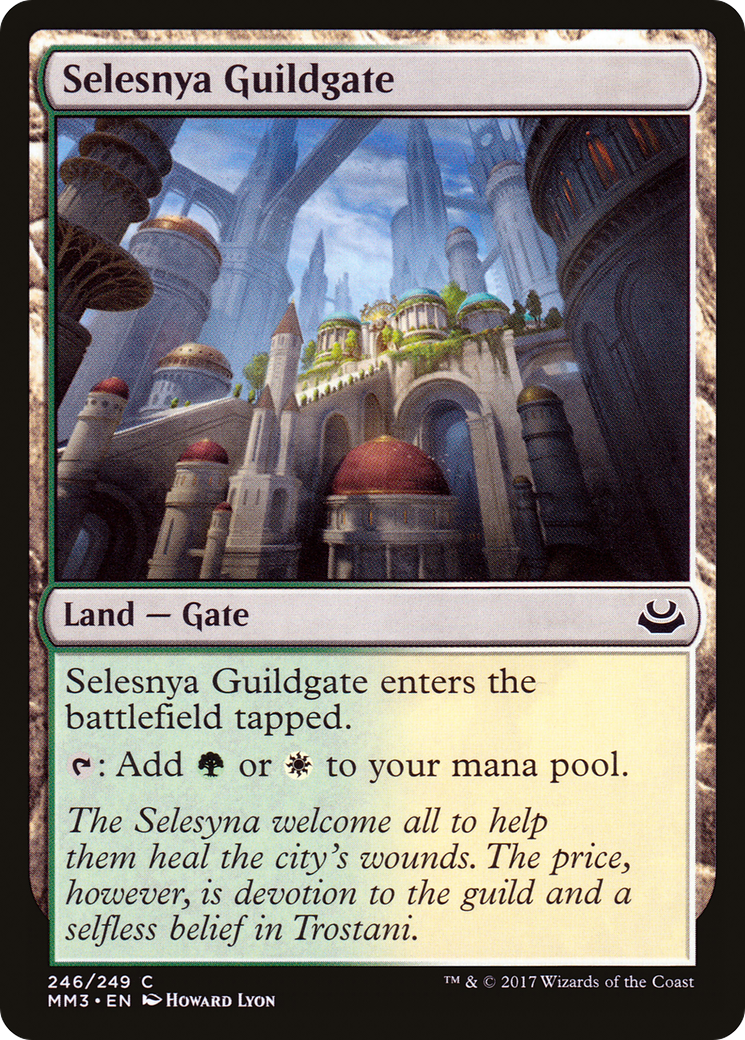 Selesnya Guildgate
Land — Gate
Selesnya Guildgate enters the
battlefield tapped.
: Add or to your mana pool.
The Selesyna welcome all to help
them heal the city's wounds. The price,
however, is devotion to the guild and a
selfless belief in Trostani.
246/249 C
MM3 • EN Howard Lyon
™ & © 2017 Wizards of the Coast